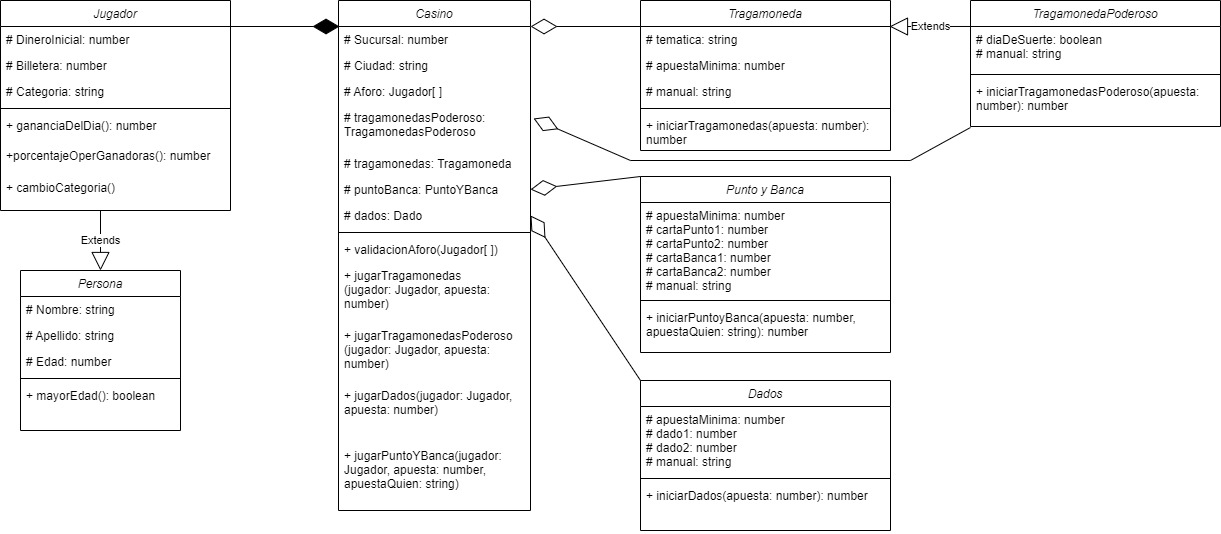 Jugador
# DineroInicial: number
# Billetera: number
# Categoria: string
+ gananciaDelDia(): number
+porcentajeOperGanadoras(): number
+ cambioCategoria()
Extends
Persona
# Nombre: string
# Apellido: string
# Edad: number
+ mayorEdad(): boolean
Casino
# Sucursal: number
# Ciudad: string
# Aforo: Jugador[ ]
# tragamonedasPoderoso:
TragamonedasPoderoso
# tragamonedas: Tragamoneda
# puntoBanca: PuntoYBanca
# dados: Dado
+ validacionAforo(Jugador[ ])
+ jugarTragamonedas
(jugador: Jugador, apuesta:
number)
+ jugarTragamonedasPoderoso
(jugador: Jugador, apuesta:
number)
+ jugarDados(jugador: Jugador,
apuesta: number)
+ jugarPuntoYBanca(jugador:
Jugador, apuesta: number,
apuestaQuien: string)
Tragamoneda
# tematica: string
# apuestaMinima: number
# manual: string
+ iniciarTragamonedas(apuesta: number):
number
Extends
TragamonedaPoderoso
# diaDeSuerte: boolean
# manual: string
+ iniciarTragamonedasPoderoso(apuesta:
number): number
Punto y Banca
# apuestaMinima: number
# cartaPunto1: number
# cartaPunto2: number
# cartaBanca1: number
# cartaBanca2: number
# manual: string
+ iniciarPuntoyBanca(apuesta: number,
apuestaQuien: string): number
Dados
# apuestaMinima: number
# dado1: number
# dado2: number
# manual: string
+ iniciarDados(apuesta: number): number